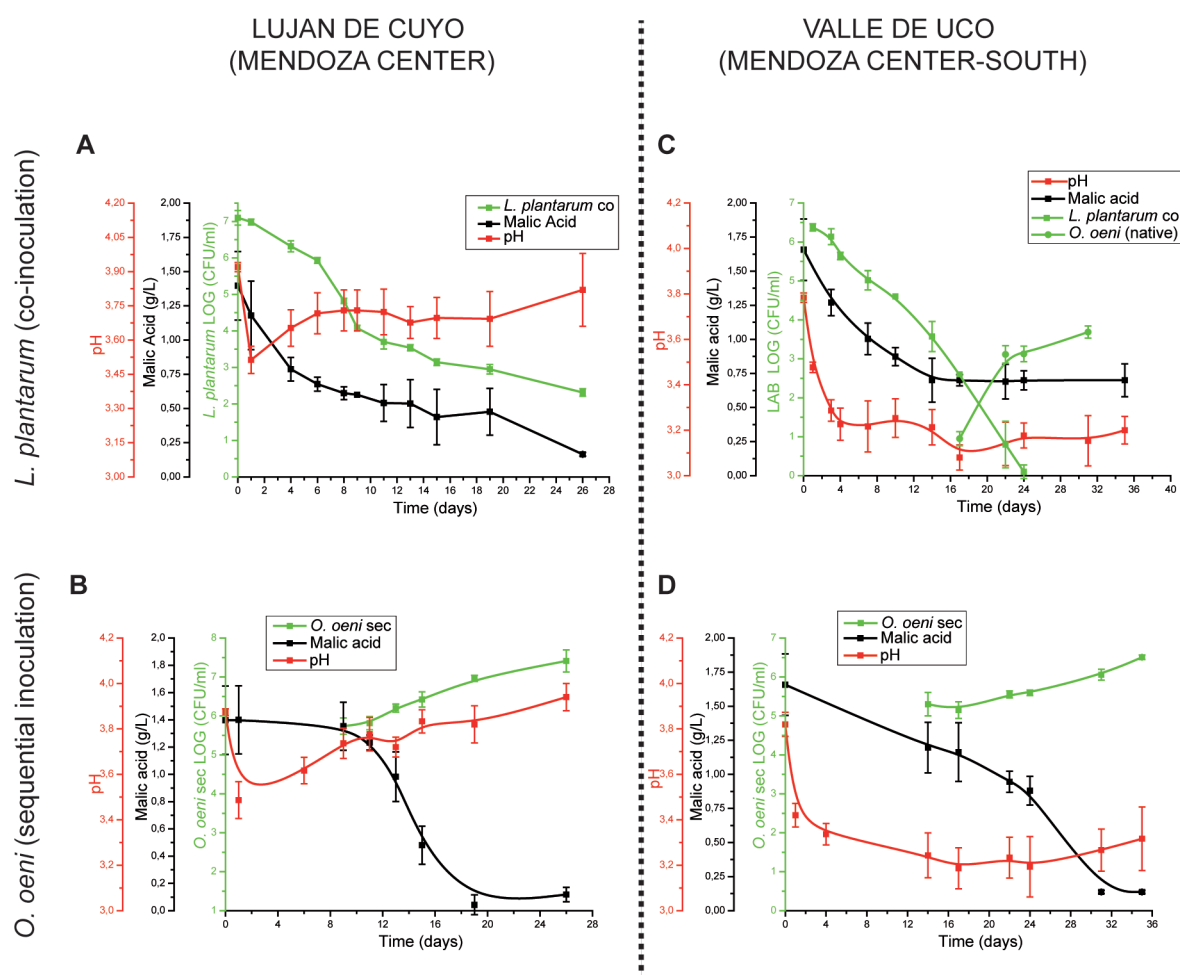 LUJAN DE CUYO
(MENDOZA CENTER)
VALLE DE UCO
(MENDOZA CENTER-SOUTH)
L. plantarum (co-inoculation)
O. oeni (sequential inoculation)
A
pH
4,20
4,05
3,90
3,75
3,60
3,45
3,30
3,15
3,00
Malic Acid (g/L)
2,00
1,75
1,50
1,25
1,00
0,75
0,50
0,25
0,00
L. plantarum LOG (CFU/ml)
7
6
5
4
3
2
1
0
L. plantarum co
Malic Acid
pH
0 2 4 6 8 10 12 14 16 18 20 22 24 26 28
Time (days)
C
pH
4,2
4,0
3,8
3,6
3,4
3,2
3,0
Malic acid (g/L)
2,00
1,75
1,50
1,25
1,00
0,75
0,50
0,25
0,00
LAB LOG (CFU/ml)
7
6
5
4
3
2
1
0
pH
Malic acid
L. plantarum co
O. oeni (native)
0 4 8 12 16 20 24 28 32 36 40
Time (days)
B
pH
4,2
4,0
3,8
3,6
3,4
3,2
3,0
Malic acid (g/L)
2,0
1,8
1,6
1,4
1,2
1,0
0,8
0,6
0,4
0,2
0,0
O. oeni sec LOG (CFU/ml)
8
7
6
5
4
3
2
1
O. oeni sec
Malic acid
pH
0 4 8 12 16 20 24 28
Time (days)
D
pH
4,2
4,0
3,8
3,6
3,4
3,2
3,0
Malic acid (g/L)
2,00
1,75
1,50
1,25
1,00
0,75
0,50
0,25
0,00
O. oeni sec LOG (CFU/ml)
7
6
5
4
3
2
1
0
O. oeni sec
Malic acid
pH
0 4 8 12 16 20 24 28 32 36
Time (days)